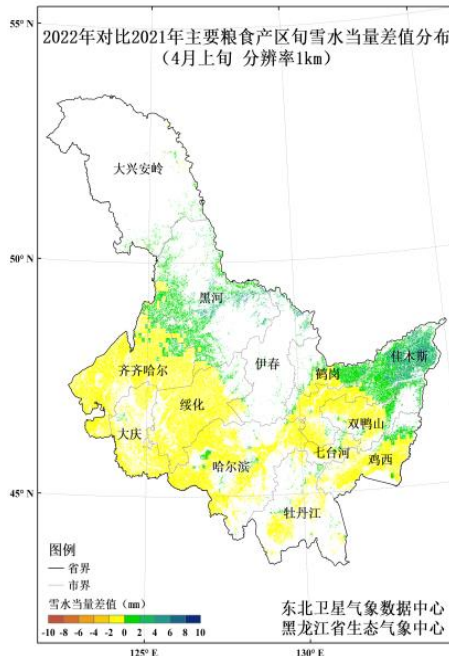 2022年对比2021年主要粮食产区旬雪水当量差值分布
（4月上旬 分辨率1km）
55° N
大兴安岭
50° N
黑河
伊春
佳木斯
鹤岗
齐齐哈尔
绥化
双鸭山
大庆
七台河
鸡西
哈尔滨
45° N
牡丹江
图例
省界
市界
雪水当量差值（mm）
-10 -8 -6 -4 -2 0 2 4 6 8 10
东北卫星气象数据中心
黑龙江省生态气象中心
125° E
130° E